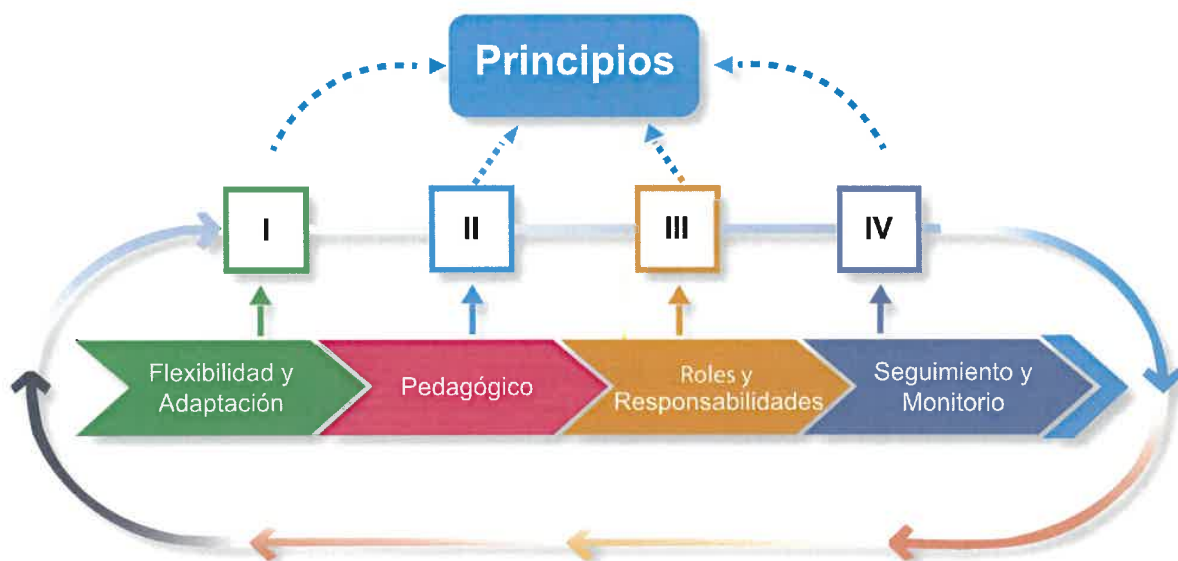 Principios
I
II
III
IV
Flexibilidad y
Adaptación
Pedagógico
Roles y
Responsabilidades
Seguimiento y
Monitorio